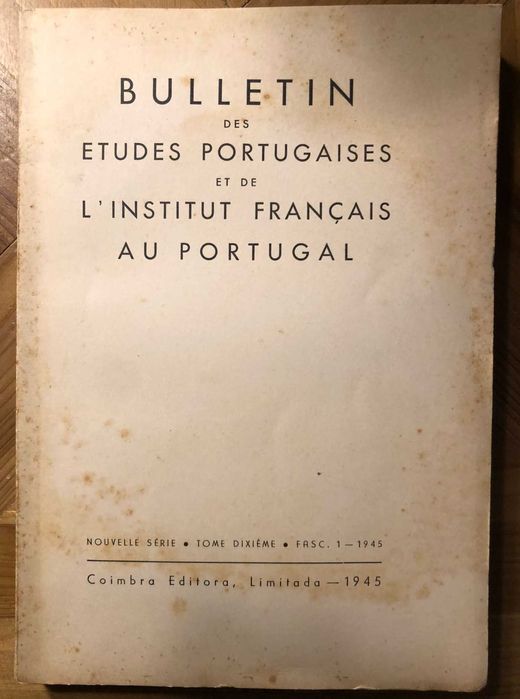 BULLETIN
DES
ETUDES PORTUGAISES
ET DE
L'INSTITUT FRANÇAIS
AU PORTUGAL
NOUVELLE SÉRIE • TOME DIXIÉME • FASC. 1 — 1945
Coimbra Editora, Limitada — 1945